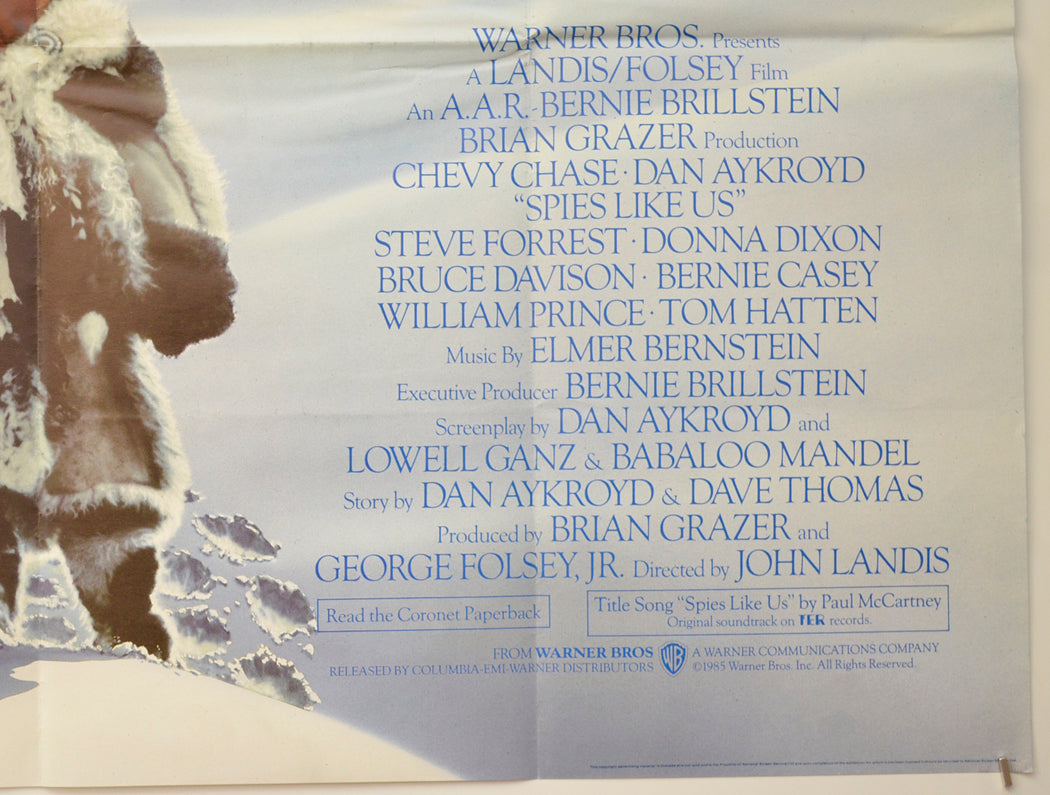 WARNER BROS. Presents
A LANDIS/FOLSEY Film
An A.A.R.-BERNIE BRILLSTEIN
BRIAN GRAZER Production
CHEVY CHASE · DAN AYKROYD
"SPIES LIKE US"
STEVE FORREST · DONNA DIXON
BRUCE DAVISON · BERNIE CASEY
WILLIAM PRINCE · TOM HATTEN
Music By ELMER BERNSTEIN
Executive Producer BERNIE BRILLSTEIN
Screenplay by DAN AYKROYD and
LOWELL GANZ & BABALOO MANDEL
Story by DAN AYKROYD & DAVE THOMAS
Produced by BRIAN GRAZER and
GEORGE FOLSEY, JR. Directed by JOHN LANDIS
Read the Coronet Paperback
Title Song "Spies Like Us" by Paul McCartney
Original soundtrack on records.
FROM WARNER BROS WB A WARNER COMMUNICATIONS COMPANY
RELEASED BY COLUMBIA-EMI-WARNER DISTRIBUTORS ©1985 Warner Bros. Inc. All Rights Reserved.